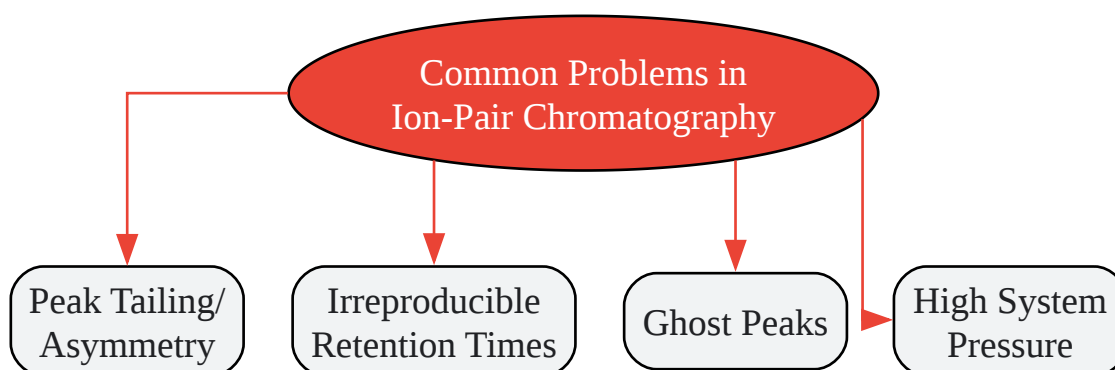 Common Problems in
Ion-Pair Chromatography
Peak Tailing/
Asymmetry
Irreproducible
Retention Times
Ghost Peaks
High System
Pressure